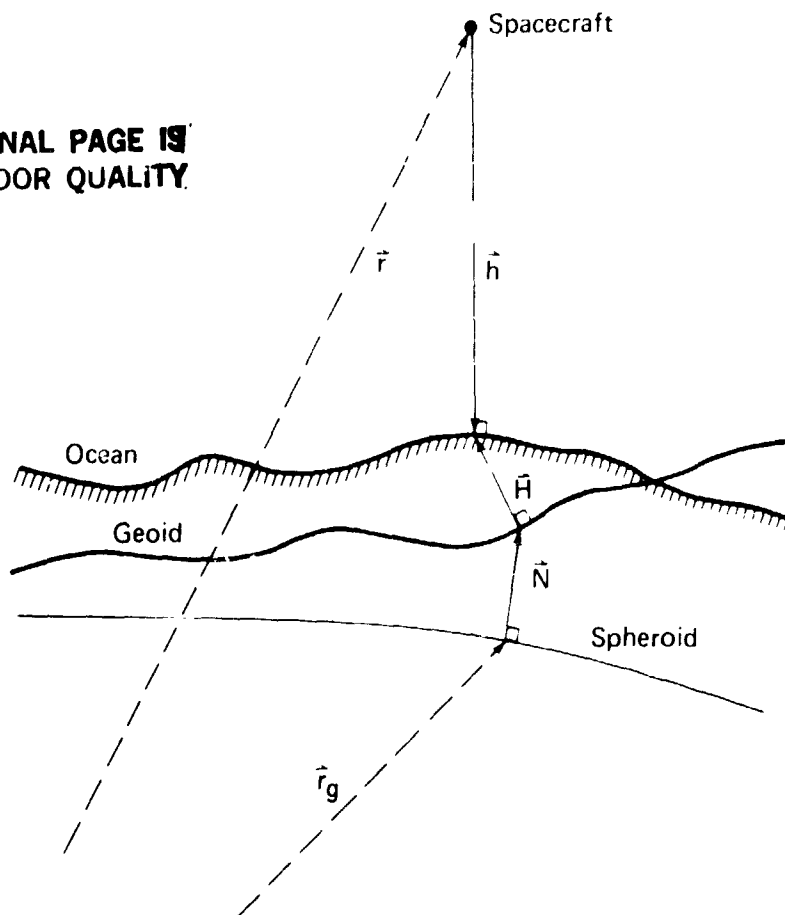 Spacecraft
NAL PAGE IS
OOR QUALITY
r⃗
h⃗
Ocean
H⃗
Geoid
N⃗
Spheroid
r⃗g